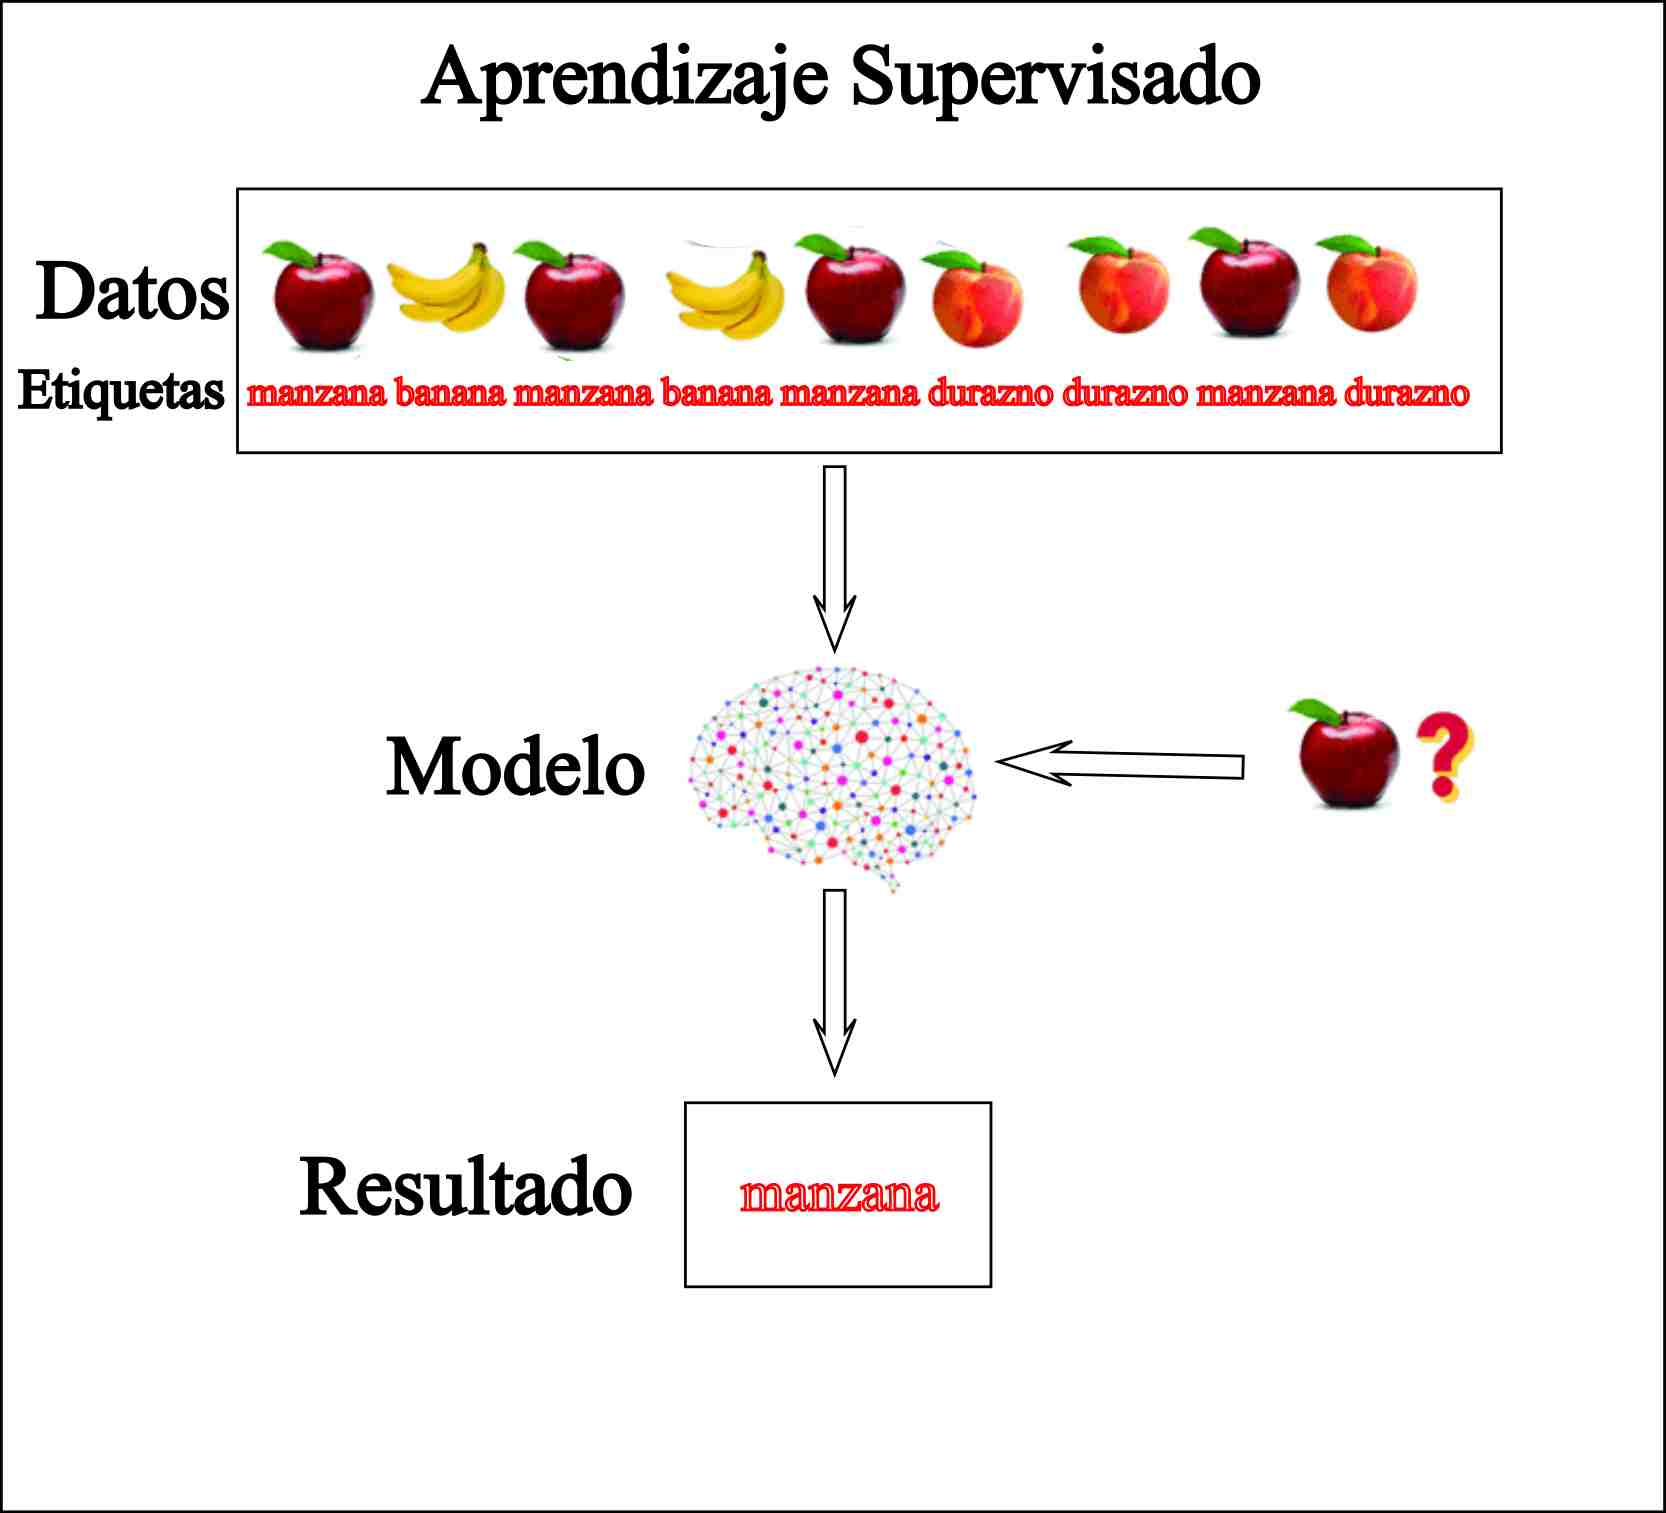 Aprendizaje Supervisado
Datos
Etiquetas manzana banana manzana banana manzana durazno durazno manzana durazno
Modelo
?
Resultado manzana